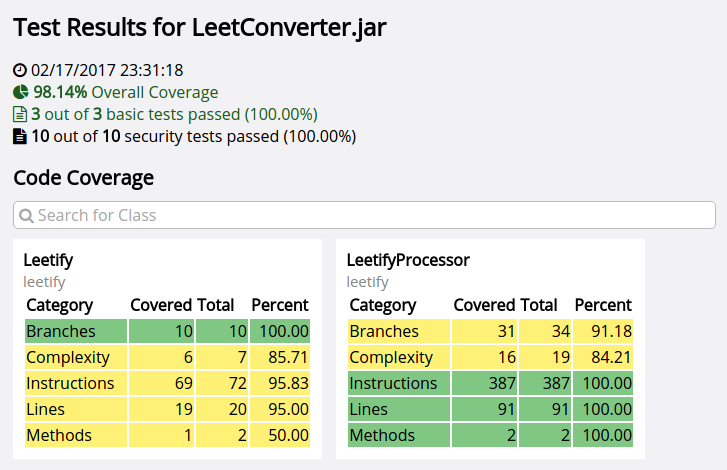 Test Results for LeetConverter.jar
02/17/2017 23:31:18
98.14% Overall Coverage
3 out of 3 basic tests passed (100.00%)
10 out of 10 security tests passed (100.00%)
Code Coverage
Search for Class
Leetify
leetify
Category Covered Total Percent
Branches 10 10 100.00
Complexity 6 7 85.71
Instructions 69 72 95.83
Lines 19 20 95.00
Methods 1 2 50.00
LeetifyProcessor
leetify
Category Covered Total Percent
Branches 31 34 91.18
Complexity 16 19 84.21
Instructions 387 387 100.00
Lines 91 91 100.00
Methods 2 2 100.00